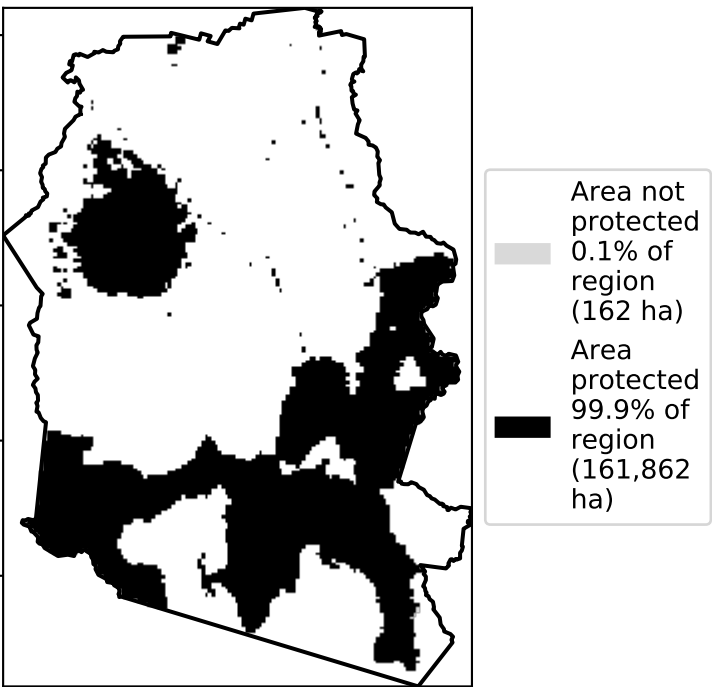 Area not
protected
0.1% of
region
(162 ha)
Area
protected
99.9% of
region
(161,862
ha)